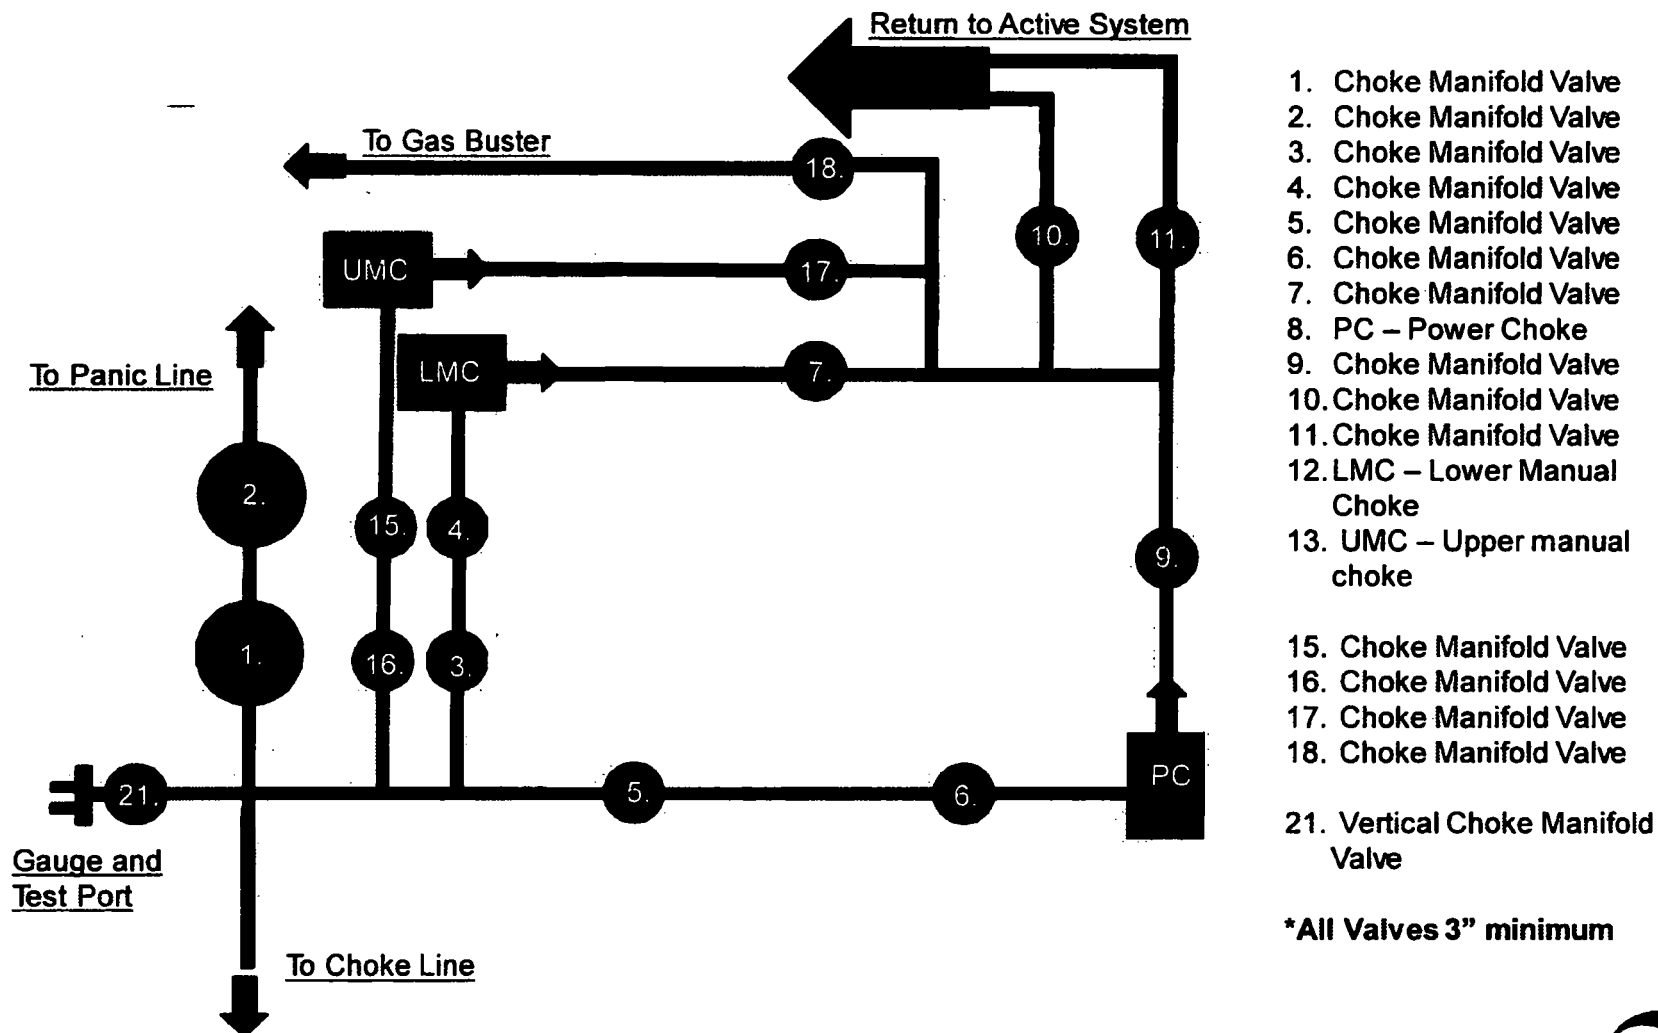 Return to Active System
To Gas Buster
18.
10.
11.
UMC
17.
To Panic Line
LMC
7.
2.
15.
4.
9.
1.
16.
3.
PC
21.
5.
6.
Gauge and
Test Port
To Choke Line
1. Choke Manifold Valve
2. Choke Manifold Valve
3. Choke Manifold Valve
4. Choke Manifold Valve
5. Choke Manifold Valve
6. Choke Manifold Valve
7. Choke Manifold Valve
8. PC – Power Choke
9. Choke Manifold Valve
10. Choke Manifold Valve
11. Choke Manifold Valve
12. LMC – Lower Manual
Choke
13. UMC – Upper manual
choke
15. Choke Manifold Valve
16. Choke Manifold Valve
17. Choke Manifold Valve
18. Choke Manifold Valve
21. Vertical Choke Manifold
Valve
*All Valves 3" minimum